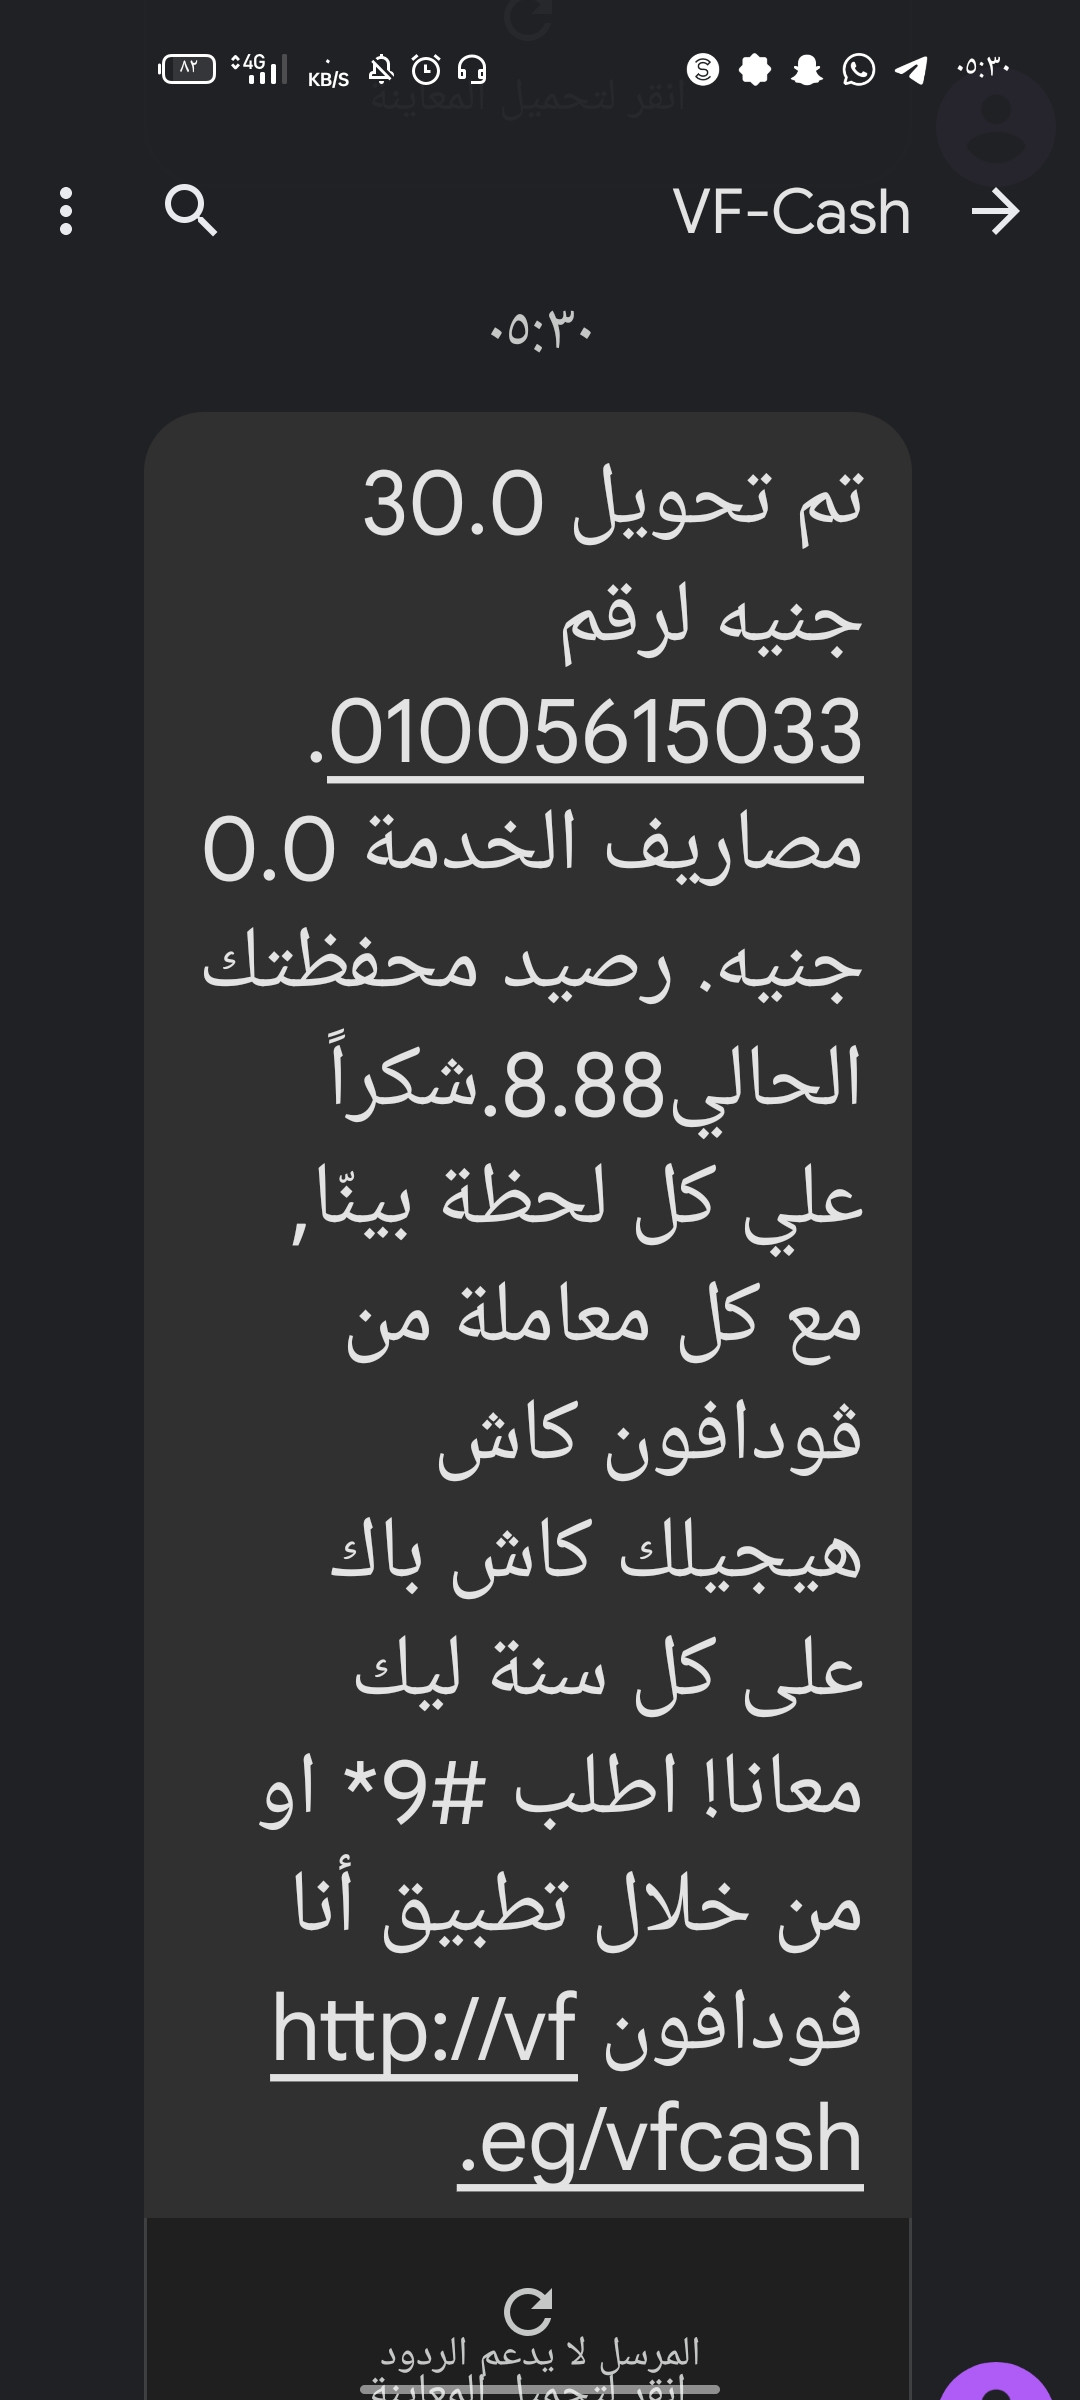 ٠٥:٣٠
٨٢
4G
KB/S
انقر لتحميل المعاينة
VF-Cash
٠٥:٣٠
تم تحويل 30.0
جنيه لرقم
01005615033.
مصاريف الخدمة 0.0
جنيه. رصيد محفظتك
الحالي8.88.شكراً
علي كل لحظة بينّا,
مع كل معاملة من
ڤودافون كاش
هيجيلك كاش باك
على كل سنة ليك
معانا! اطلب #9* او
من خلال تطبيق أنا
فودافون http://vf
.eg/vfcash
المرسل لا يدعم الردود
انقر لتحميل المعاينة